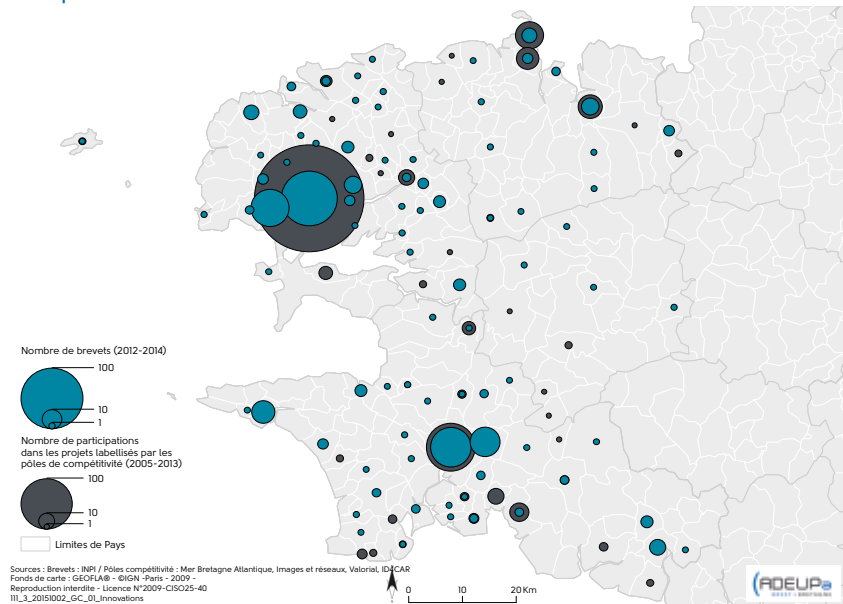 Nombre de brevets (2012-2014)
100
10
1
Nombre de participations
dans les projets labellisés par les
pôles de compétitivité (2005-2013)
100
10
1
Limites de Pays
Sources : Brevets : INPI / Pôles compétitivité : Mer Bretagne Atlantique, Images et réseaux, Valorial, ID4CAR
Fonds de carte : GEOFLA® - ©IGN -Paris - 2009 -
Reproduction interdite - Licence N°2009-CISO25-40
111_3_20151002_GC_01_Innovations
0 20 Km
ADEUPa
BREST BRETAGNE